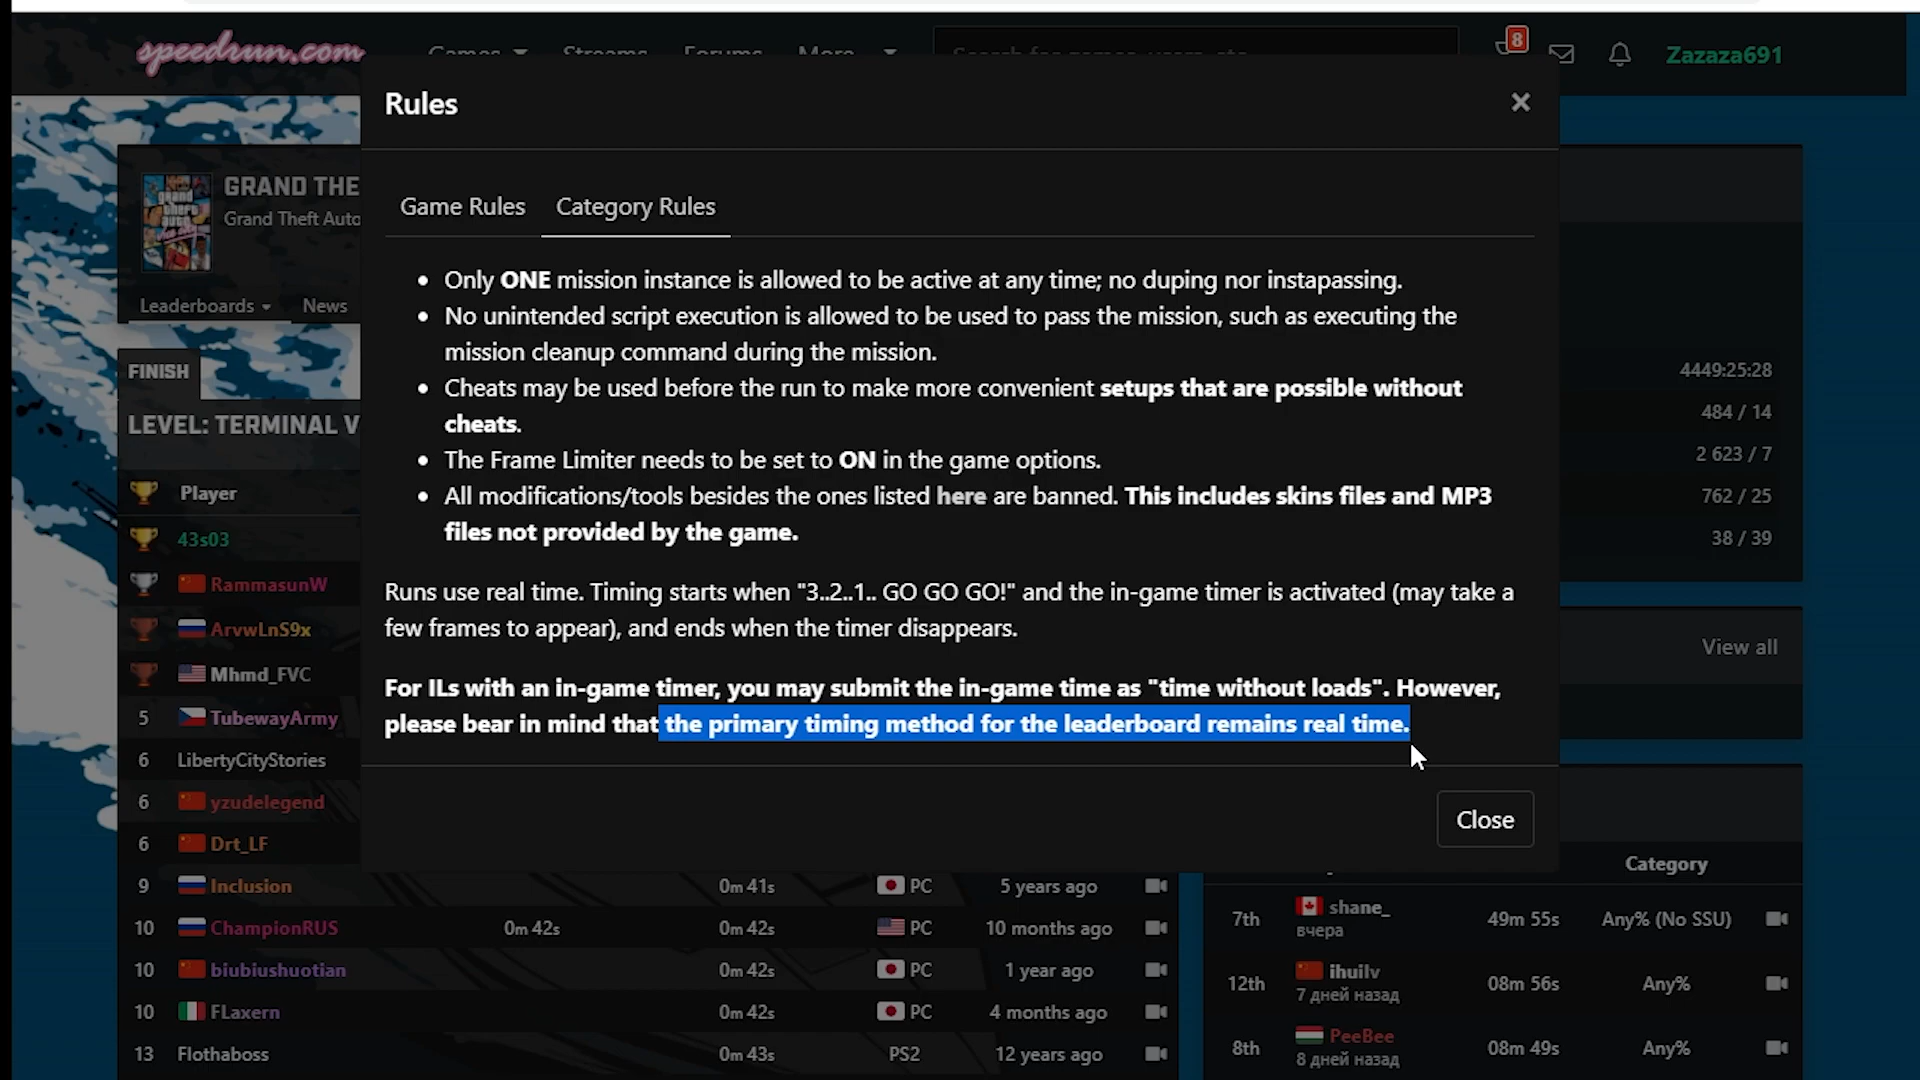 speedrun.com Games Streams Forums More Search for games, users, etc. 8 Zazaza691
Rules
GRAND THE
Grand Theft Auto
Leaderboards News
Game Rules Category Rules
Only ONE mission instance is allowed to be active at any time; no duping nor instapassing.
No unintended script execution is allowed to be used to pass the mission, such as executing the
mission cleanup command during the mission.
Cheats may be used before the run to make more convenient setups that are possible without
cheats.
The Frame Limiter needs to be set to ON in the game options.
All modifications/tools besides the ones listed here are banned. This includes skins files and MP3
files not provided by the game.
Runs use real time. Timing starts when "3..2..1.. GO GO GO!" and the in-game timer is activated (may take a
few frames to appear), and ends when the timer disappears.
For ILs with an in-game timer, you may submit the in-game time as "time without loads". However,
please bear in mind that the primary timing method for the leaderboard remains real time.
Close
FINISH
LEVEL: TERMINAL V
Player
43s03
RammasunW
ArvwLnS9x
Mhmd_FVC
5 TubewayArmy
6 LibertyCityStories
6 yzudelegend
6 Drt_LF
9 Inclusion 0m 41s PC 5 years ago
10 ChampionRUS 0m 42s 0m 42s PC 10 months ago
10 biubiushuotian 0m 42s PC 1 year ago
10 FLaxern 0m 42s PC 4 months ago
13 Flothaboss 0m 43s PS2 12 years ago
4449:25:28
484 / 14
2 623 / 7
762 / 25
38 / 39
View all
Category
7th shane_ 49m 55s Any% (No SSU)
вчера
12th ihuilv 08m 56s Any%
7 дней назад
8th PeeBee 08m 49s Any%
8 дней назад